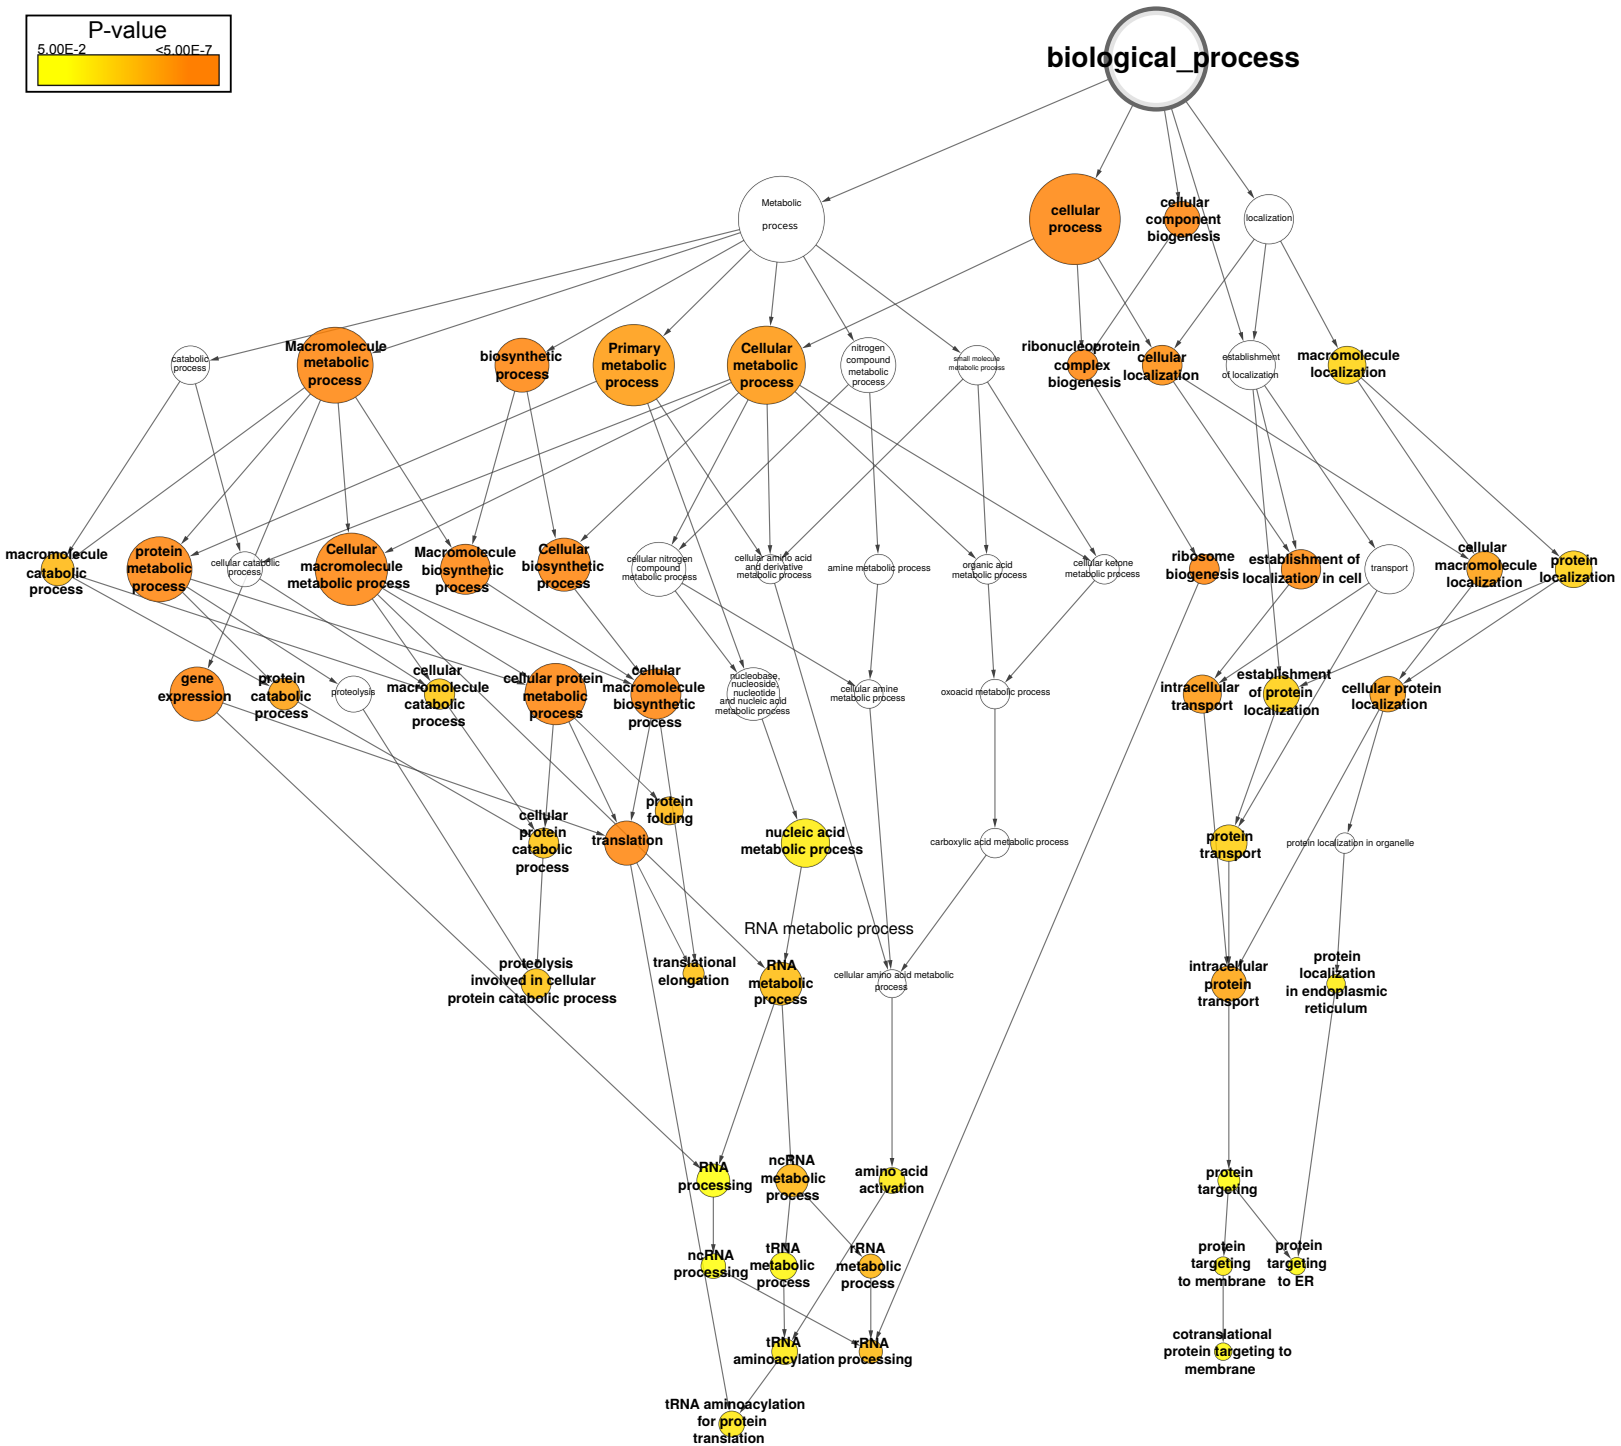 P-value
5.00E-2
<5.00E-7
biological_process
Metabolic
process
cellular
process
cellular
component
biogenesis
localization
catabolic
process
Macromolecule
metabolic
process
biosynthetic
process
Primary
metabolic
process
Cellular
metabolic
process
nitrogen
compound
metabolic
process
small molecule
metabolic process
ribonucleoprotein
complex
biogenesis
cellular
localization
establishment
of localization
macromolecule
localization
macromolecule
catabolic
process
protein
metabolic
process
cellular catabolic
process
Cellular
macromolecule
metabolic process
Macromolecule
biosynthetic
process
Cellular
biosynthetic
process
cellular nitrogen
compound
metabolic process
cellular amino acid
and derivative
metabolic process
amine metabolic process
organic acid
metabolic process
cellular ketone
metabolic process
ribosome
biogenesis
establishment of
localization in cell
transport
cellular
macromolecule
localization
protein
localization
gene
expression
protein
catabolic
process
proteolysis
cellular
macromolecule
catabolic
process
cellular protein
metabolic
process
cellular
macromolecule
biosynthetic
process
nucleobase,
nucleoside,
nucleotide
and nucleic acid
metabolic process
cellular amine
metabolic process
oxoacid metabolic process
intracellular
transport
establishment
of protein
localization
cellular protein
localization
cellular
protein
catabolic
process
translation
protein
folding
nucleic acid
metabolic process
carboxylic acid metabolic process
protein
transport
protein localization in organelle
RNA metabolic process
proteolysis
involved in cellular
protein catabolic process
translational
elongation
RNA
metabolic
process
cellular amino acid metabolic
process
intracellular
protein
transport
protein
localization
in endoplasmic
reticulum
RNA
processing
ncRNA
metabolic
process
amino acid
activation
protein
targeting
ncRNA
processing
tRNA
metabolic
process
rRNA
metabolic
process
protein
targeting
to membrane
protein
targeting
to ER
tRNA
aminoacylation
rRNA
processing
cotranslational
protein targeting to
membrane
tRNA aminoacylation
for protein
translation